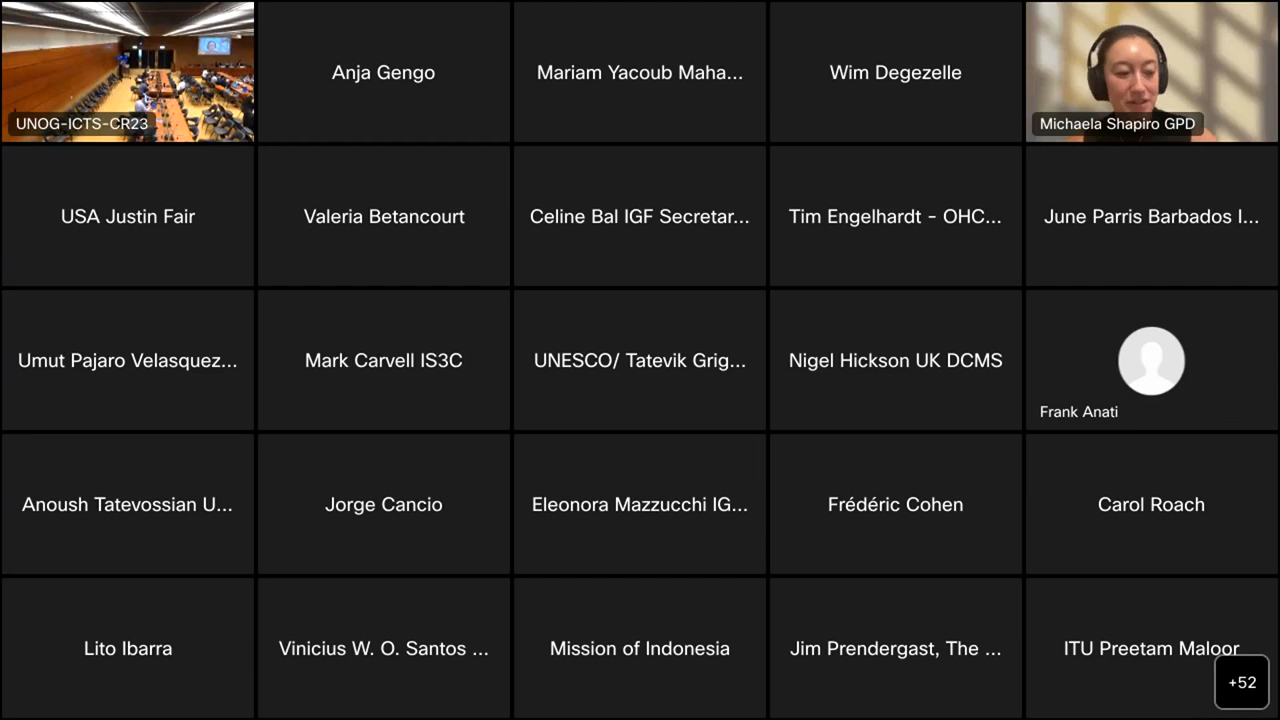 UNOG-ICTS-CR23
Anja Gengo
Mariam Yacoub Maha...
Wim Degezelle
Michaela Shapiro GPD
USA Justin Fair
Valeria Betancourt
Celine Bal IGF Secretar...
Tim Engelhardt - OHC...
June Parris Barbados I...
Umut Pajaro Velasquez...
Mark Carvell IS3C
UNESCO/ Tatevik Grig...
Nigel Hickson UK DCMS
Frank Anati
Anoush Tatevossian U...
Jorge Cancio
Eleonora Mazzucchi IG...
Frédéric Cohen
Carol Roach
Lito Ibarra
Vinicius W. O. Santos ...
Mission of Indonesia
Jim Prendergast, The ...
ITU Preetam Maloor
+52